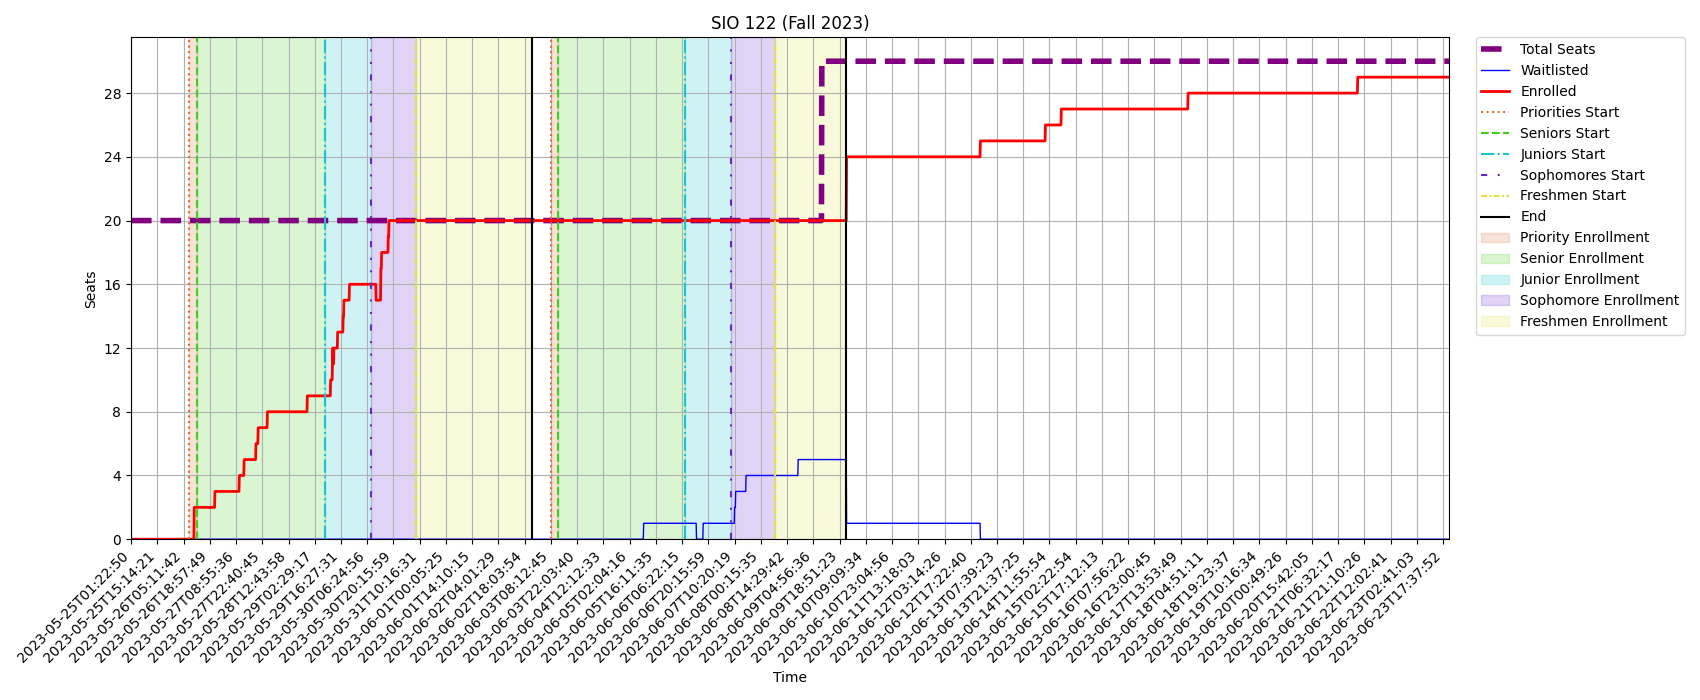 SIO 122 (Fall 2023)
Seats
28
24
20
16
12
8
4
0
2023-05-25T01:22:50
2023-05-25T15:14:21
2023-05-26T05:11:42
2023-05-26T18:57:49
2023-05-27T08:55:36
2023-05-27T22:40:45
2023-05-28T12:43:58
2023-05-29T02:29:17
2023-05-29T16:27:31
2023-05-30T06:24:56
2023-05-30T20:15:59
2023-05-31T10:16:31
2023-06-01T00:05:25
2023-06-01T14:10:15
2023-06-02T04:01:29
2023-06-02T18:03:54
2023-06-03T08:12:45
2023-06-03T22:03:40
2023-06-04T12:12:33
2023-06-05T02:04:16
2023-06-05T16:11:35
2023-06-06T06:22:15
2023-06-06T20:15:59
2023-06-07T10:20:19
2023-06-08T00:15:35
2023-06-08T14:29:42
2023-06-09T04:56:36
2023-06-09T18:51:23
2023-06-10T09:09:34
2023-06-10T23:04:56
2023-06-11T13:18:03
2023-06-12T03:14:26
2023-06-12T17:22:40
2023-06-13T07:39:23
2023-06-13T21:37:25
2023-06-14T11:55:54
2023-06-15T02:22:54
2023-06-15T17:12:13
2023-06-16T07:56:22
2023-06-16T23:00:45
2023-06-17T13:53:49
2023-06-18T04:51:11
2023-06-18T19:23:37
2023-06-19T10:16:34
2023-06-20T00:49:26
2023-06-20T15:42:05
2023-06-21T06:32:17
2023-06-21T21:10:26
2023-06-22T12:02:41
2023-06-23T02:41:03
2023-06-23T17:37:52
Time
Total Seats
Waitlisted
Enrolled
Priorities Start
Seniors Start
Juniors Start
Sophomores Start
Freshmen Start
End
Priority Enrollment
Senior Enrollment
Junior Enrollment
Sophomore Enrollment
Freshmen Enrollment